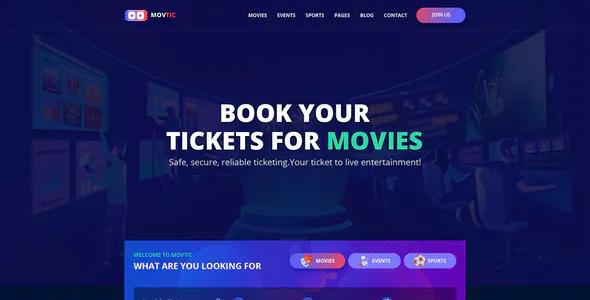 MOVTIC
MOVIES EVENTS SPORTS PAGES BLOG CONTACT JOIN US
BOOK YOUR
TICKETS FOR MOVIES
Safe, secure, reliable ticketing.Your ticket to live entertainment!
WELCOME TO MOVTIC
WHAT ARE YOU LOOKING FOR
MOVIES EVENTS SPORTS